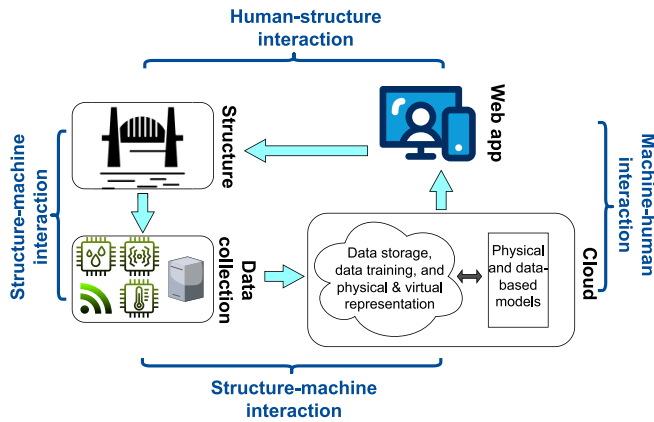 Human-structure
interaction
Structure
Web app
Structure-machine
interaction
Machine-human
interaction
Data
collection
Data storage,
data training, and
physical & virtual
representation
Physical
and data-
based
models
Cloud
Structure-machine
interaction